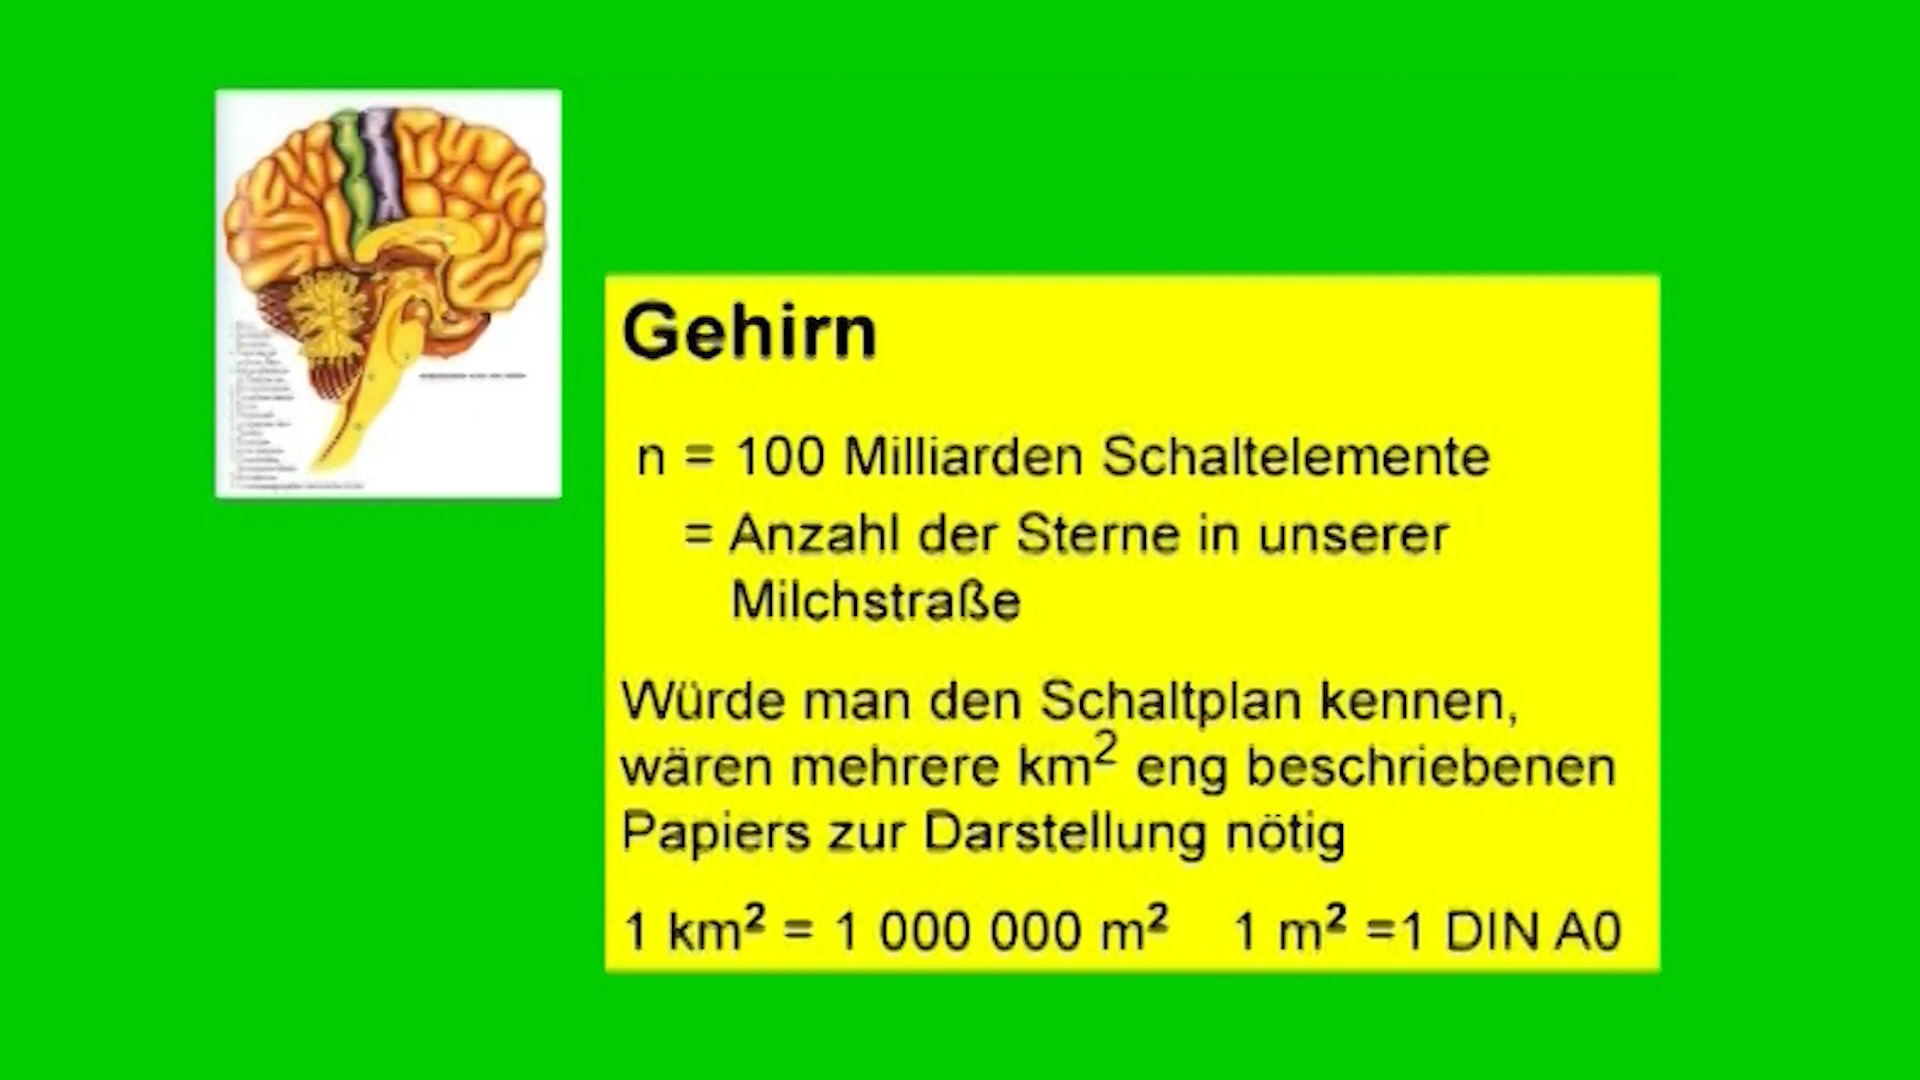 Gehirn
n = 100 Milliarden Schaltelemente
= Anzahl der Sterne in unserer
Milchstraße
Würde man den Schaltplan kennen,
wären mehrere km² eng beschriebenen
Papiers zur Darstellung nötig
1 km² = 1 000 000 m² 1 m² =1 DIN A0